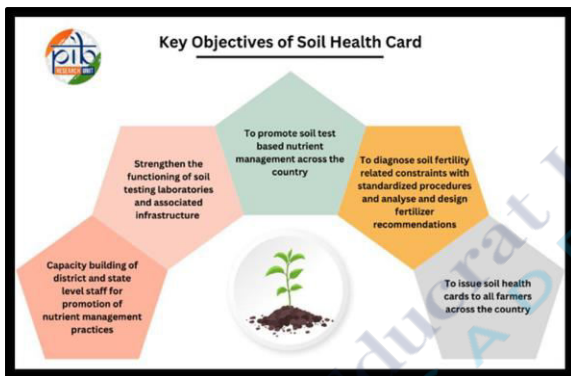 पोi b
RESEARCH UNIT
Key Objectives of Soil Health Card
Capacity building of
district and state
level staff for
promotion of
nutrient management
practices
Strengthen the
functioning of soil
testing laboratories
and associated
infrastructure
To promote soil test
based nutrient
management across the
country
To diagnose soil fertility
related constraints with
standardized procedures
and analyse and design
fertilizer
recommendations
To issue soil health
cards to all farmers
across the country